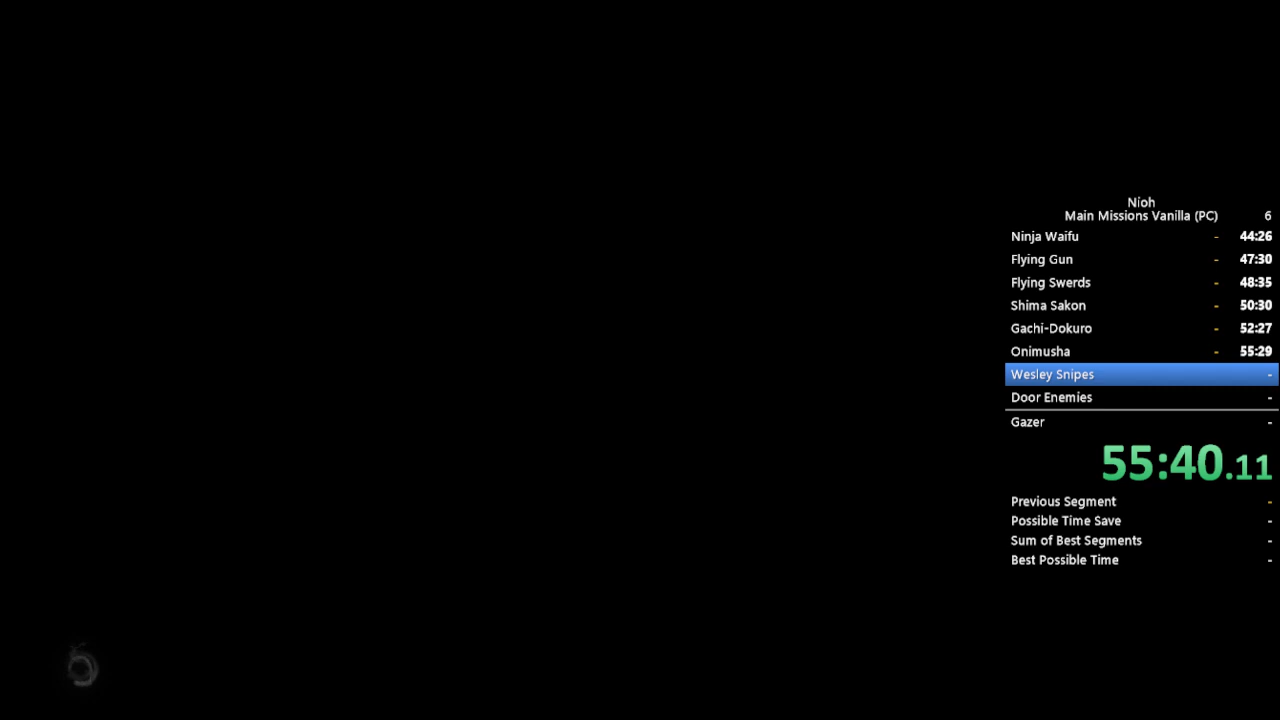 Nioh
Main Missions Vanilla (PC) 6
Ninja Waifu - 44:26
Flying Gun - 47:30
Flying Swerds - 48:35
Shima Sakon - 50:30
Gachi-Dokuro - 52:27
Onimusha - 55:29
Wesley Snipes -
Door Enemies -
Gazer -
55:40.11
Previous Segment -
Possible Time Save -
Sum of Best Segments -
Best Possible Time -